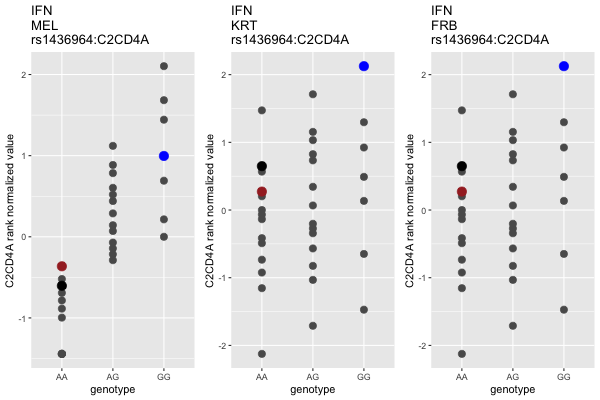 IFN
MEL
rs1436964:C2CD4A
C2CD4A rank normalized value
2
1
0
-1
AA
AG
GG
genotype
IFN
KRT
rs1436964:C2CD4A
C2CD4A rank normalized value
2
1
0
-1
-2
AA
AG
GG
genotype
IFN
FRB
rs1436964:C2CD4A
C2CD4A rank normalized value
2
1
0
-1
-2
AA
AG
GG
genotype